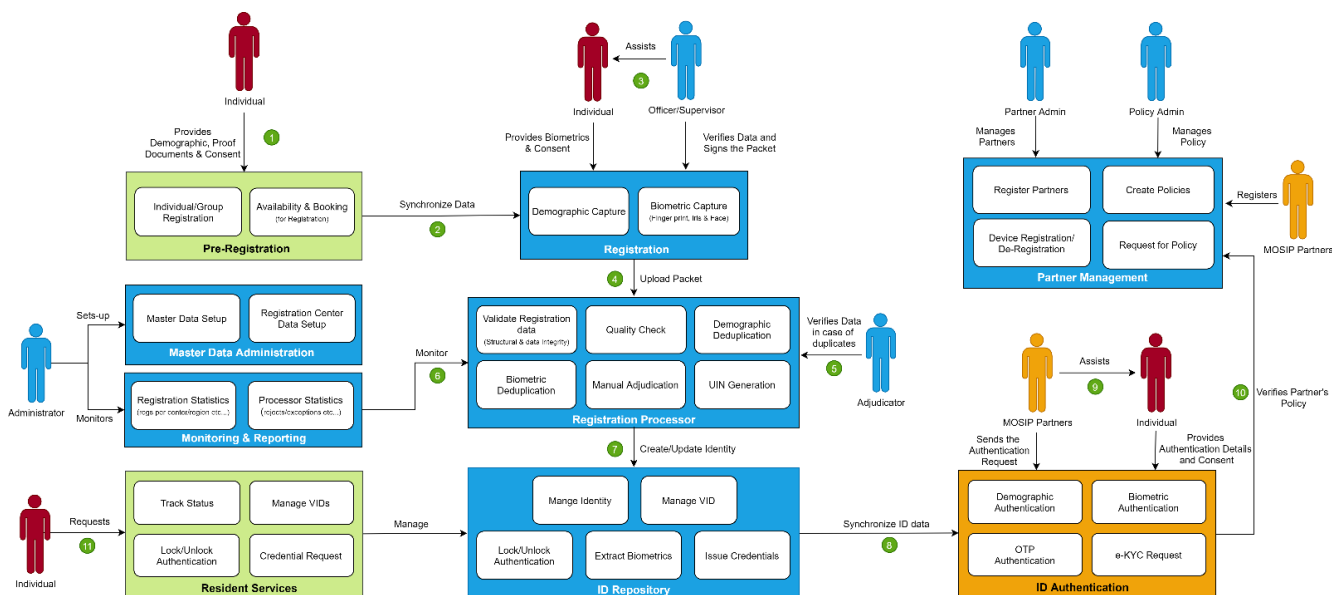 Individual
1
Provides
Demographic, Proof
Documents & Consent
Individual/Group
Registration
Availability & Booking
(for Registration)
Pre-Registration
Synchronize Data
2
Assists
3
Individual
Officer/Supervisor
Provides Biometrics
& Consent
Verifies Data and
Signs the Packet
Demographic Capture
Biometric Capture
(Finger print, Iris & Face)
Registration
4
Upload Packet
Partner Admin
Policy Admin
Manages
Partners
Manages
Policy
Register Partners
Create Policies
Device Registration/
De-Registration
Request for Policy
Partner Management
Registers
MOSIP Partners
Administrator
Sets-up
Monitors
Master Data Setup
Registration Center
Data Setup
Master Data Administration
Registration Statistics
(regs per center/region etc...)
Processor Statistics
(rejects/exceptions etc...)
Monitoring & Reporting
Monitor
6
Validate Registration
data
(Structural & data integrity)
Quality Check
Demographic
Deduplication
Biometric
Deduplication
Manual Adjudication
UIN Generation
Registration Processor
Verifies Data
in case of
duplicates
5
Adjudicator
7
Create/Update Identity
MOSIP Partners
Assists
9
Individual
10
Verifies Partner's
Policy
Sends the
Authentication
Request
Provides
Authentication Details
and Consent
Individual
Requests
11
Track Status
Manage VIDs
Lock/Unlock
Authentication
Credential Request
Resident Services
Manage
Mange Identity
Manage VID
Lock/Unlock
Authentication
Extract Biometrics
Issue Credentials
ID Repository
Synchronize ID data
8
Demographic
Authentication
Biometric
Authentication
OTP
Authentication
e-KYC Request
ID Authentication